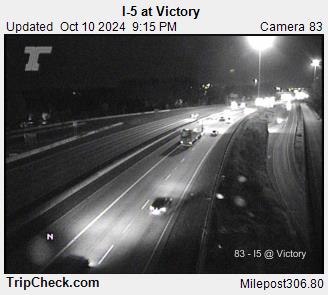 I-5 at Victory
Updated Oct 10 2024 9:15 PM Camera 83
T
N
83 - I5 @ Victory
TripCheck.com Milepost306.80